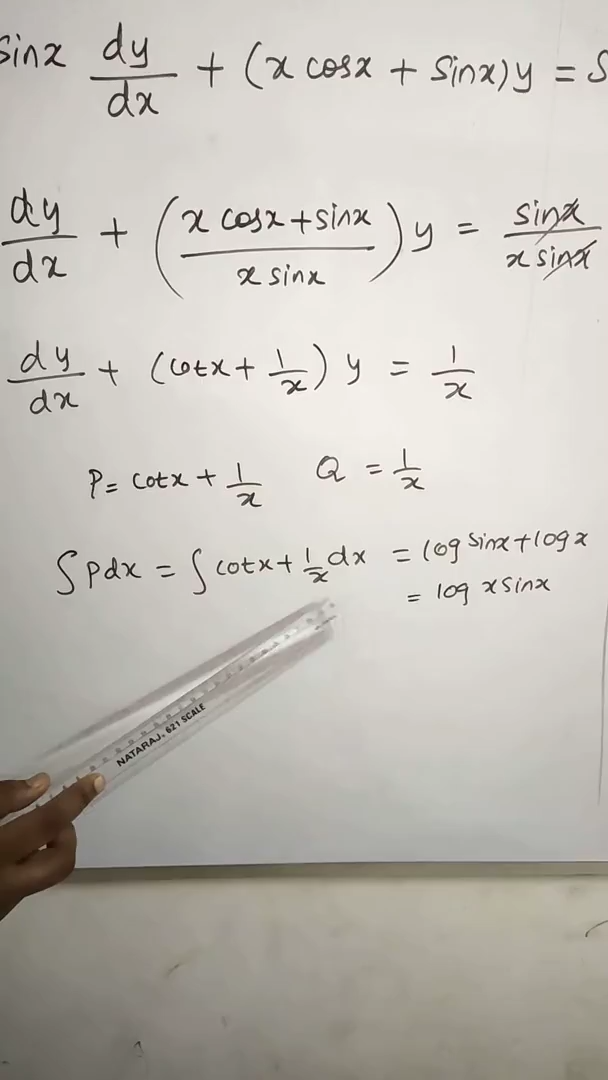 sinx dy/dx + (x cosx + sinx)y = s
dy/dx + ((x cosx + sinx)/(x sinx)) y = sinx/(x sinx)
dy/dx + (cotx + 1/x) y = 1/x
P = cotx + 1/x Q = 1/x
∫ Pdx = ∫ cotx + 1/x dx = log sinx + log x
= log x sinx
NATARAJ. 621 SCALE